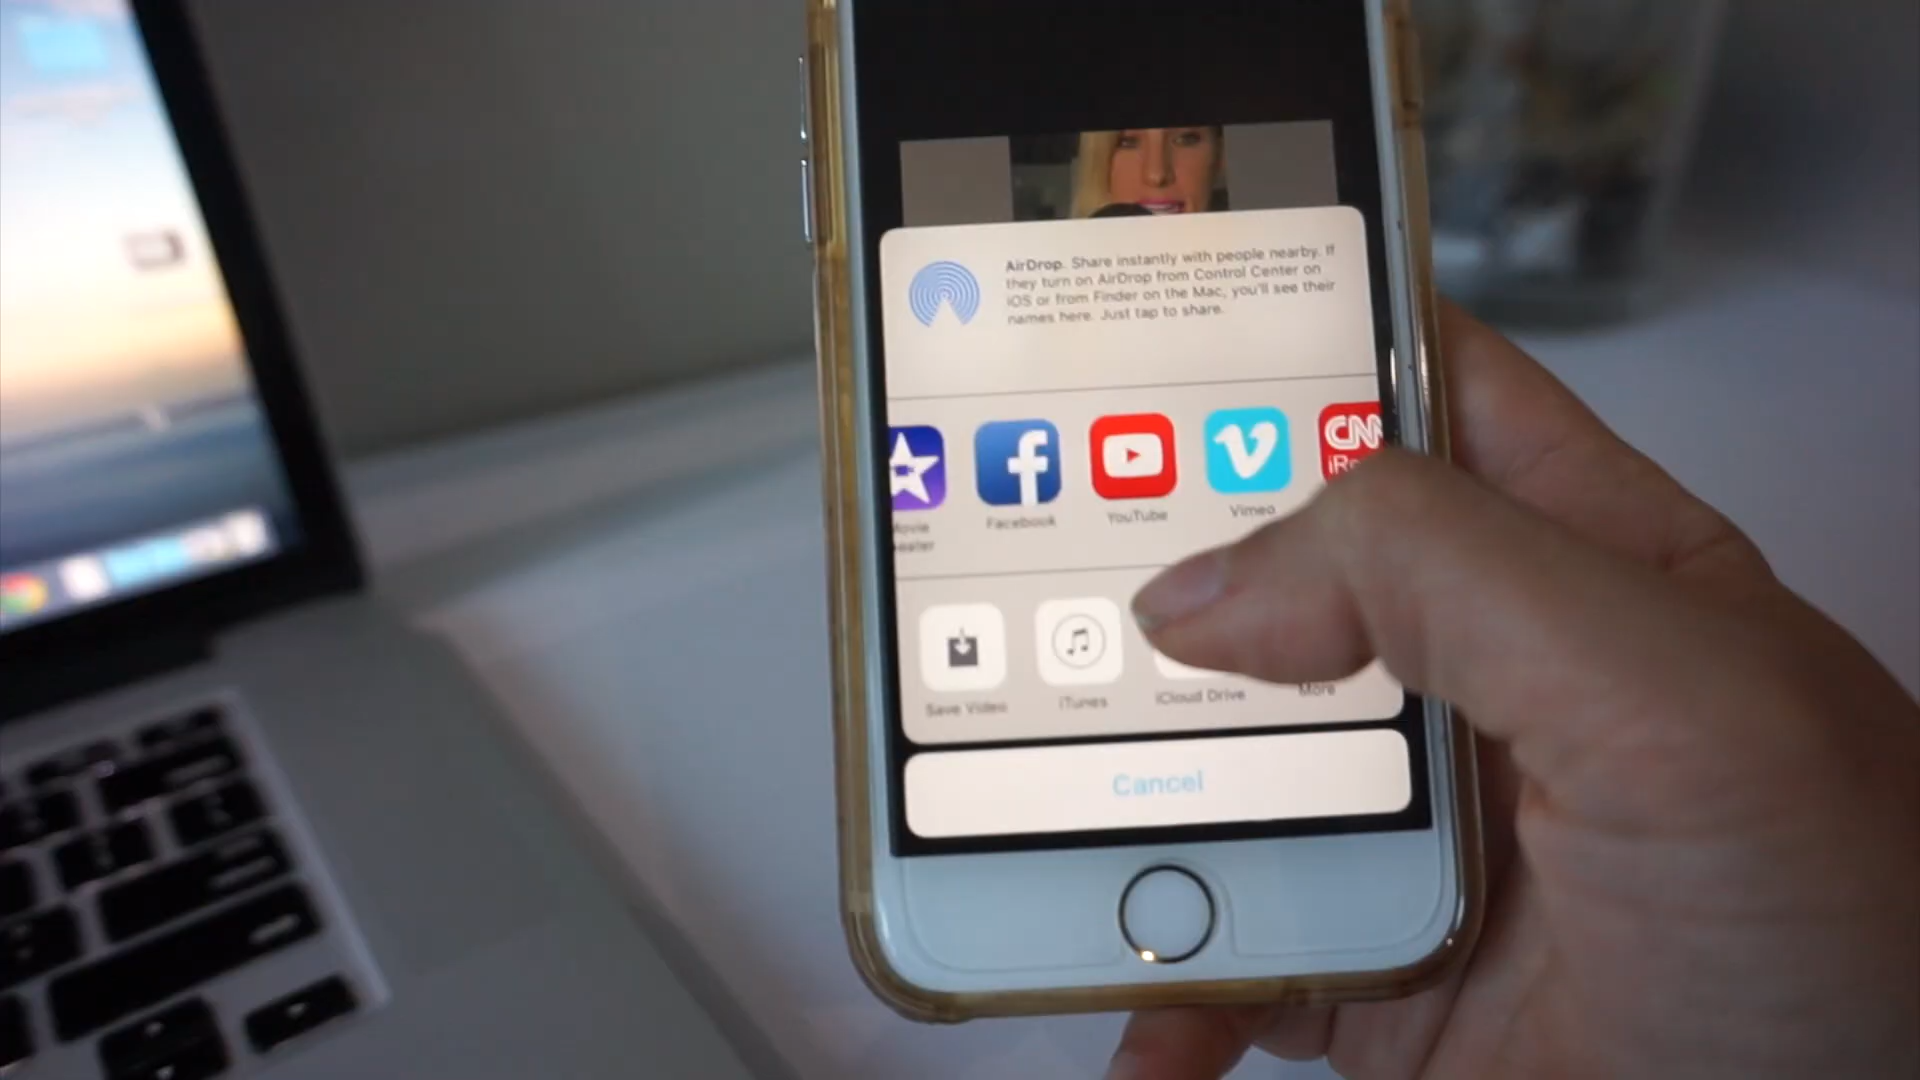 AirDrop. Share instantly with people nearby. If
they turn on AirDrop from Control Center on
iOS or from Finder on the Mac, you'll see their
names here. Just tap to share.
CNN
Facebook
YouTube
Vimeo
Save Video
iTunes
iCloud Drive
More
Cancel